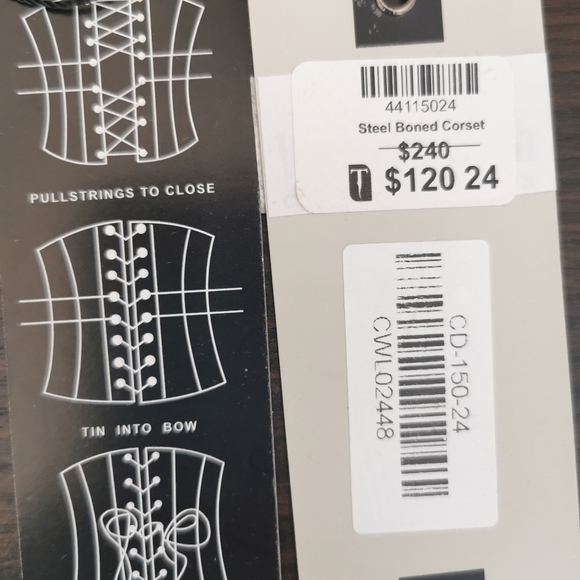 PULLSTRINGS TO CLOSE
TIN INTO BOW
44115024
Steel Boned Corset
$240
$120 24
CD-150-24
CWL02448